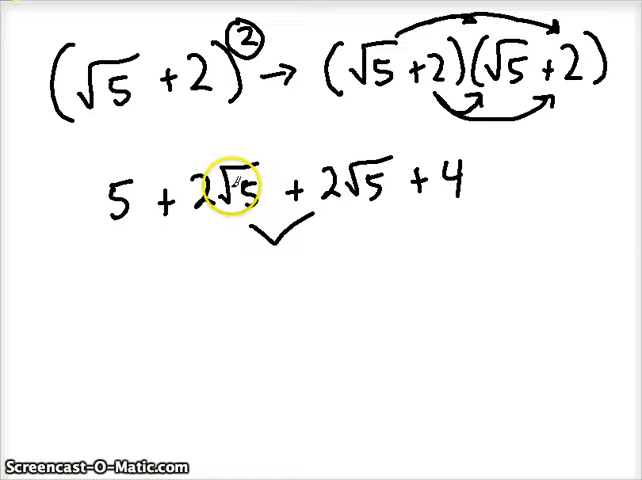 (√5 + 2)² → (√5 + 2)(√5 + 2)
5 + 2√5 + 2√5 + 4
Screencast-O-Matic.com